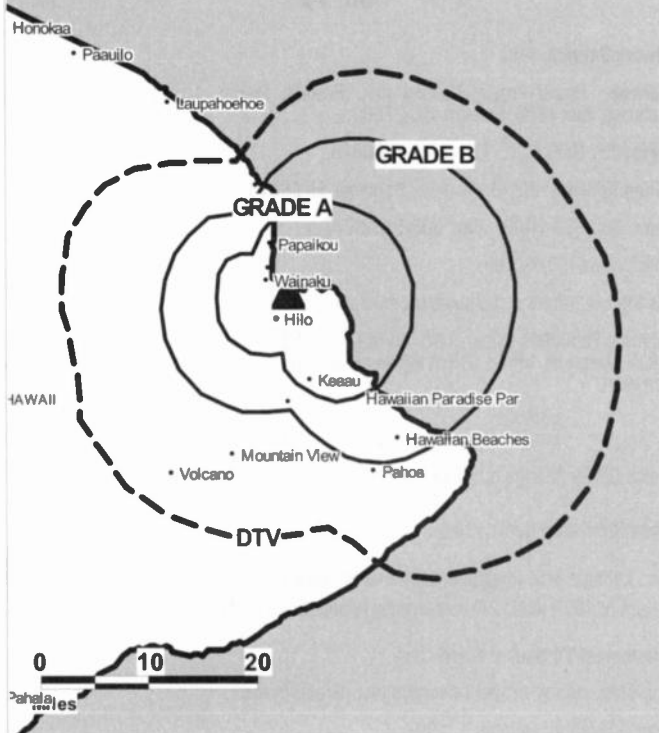 Honokaa
Paauilo
Laupahoehoe
GRADE B
GRADE A
Papaikou
Wainaku
Hilo
Keaau
HAWAII
Hawaiian Paradise Par
Hawaiian Beaches
Mountain View
Volcano
Pahoa
DTV
0 10 20
Pahala
Miles